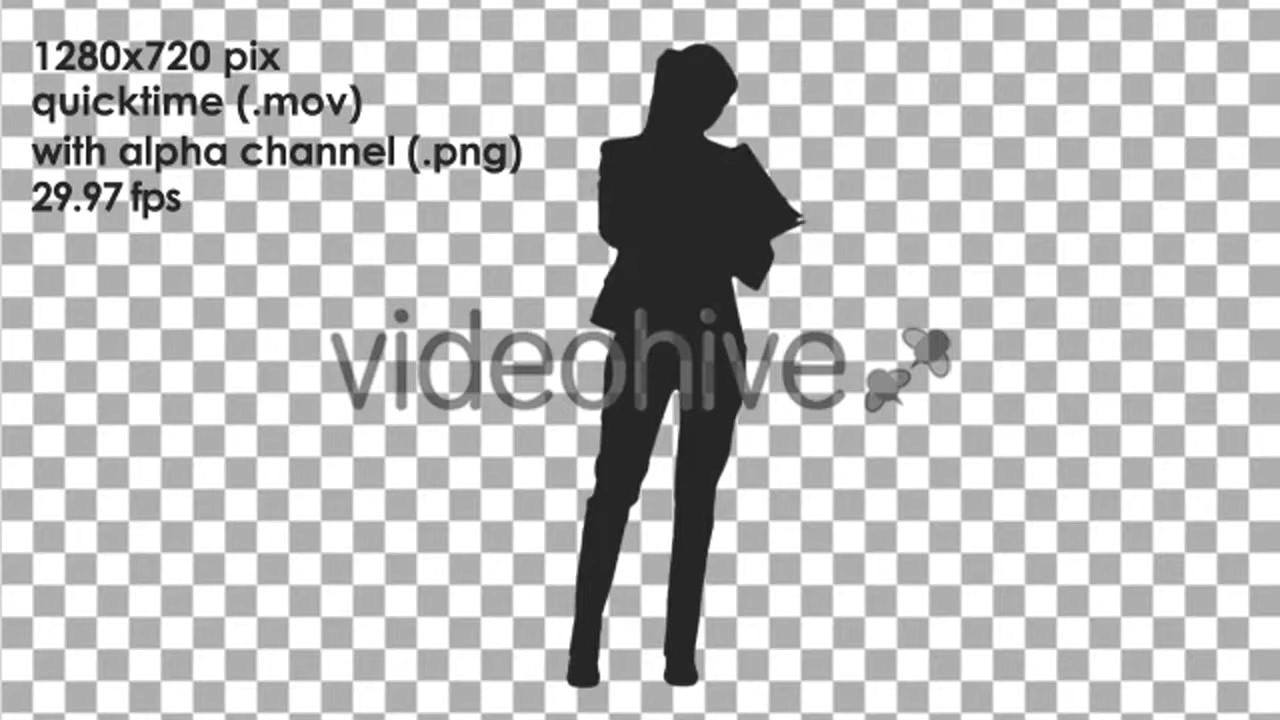 1280x720 pix
quicktime (.mov)
with alpha channel (.png)
29.97 fps
videohive